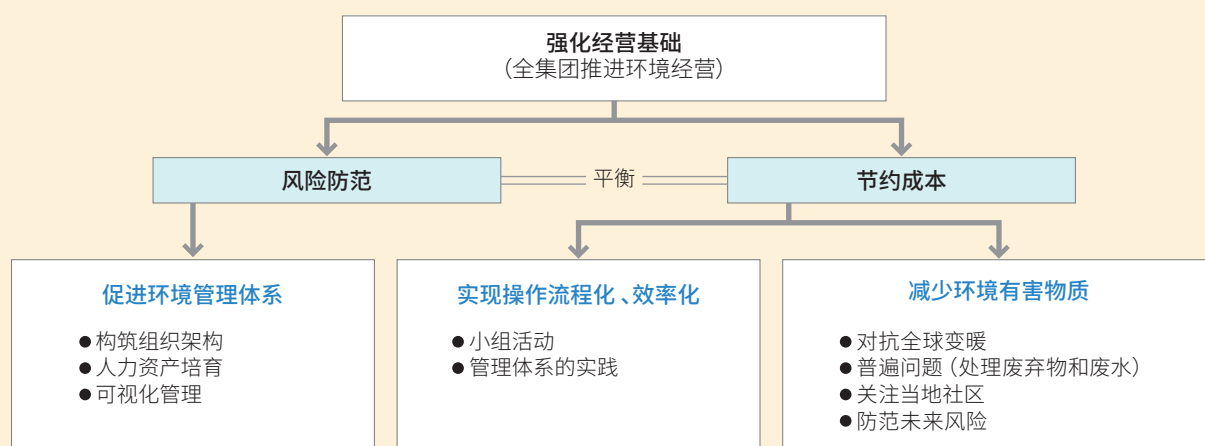 强化经营基础
（全集团推进环境经营）
风险防范
平衡
节约成本
促进环境管理体系
●构筑组织架构
●人力资产培育
●可视化管理
实现操作流程化、效率化
●小组活动
●管理体系的实践
减少环境有害物质
●对抗全球变暖
●普遍问题（处理废弃物和废水）
●关注当地社区
●防范未来风险